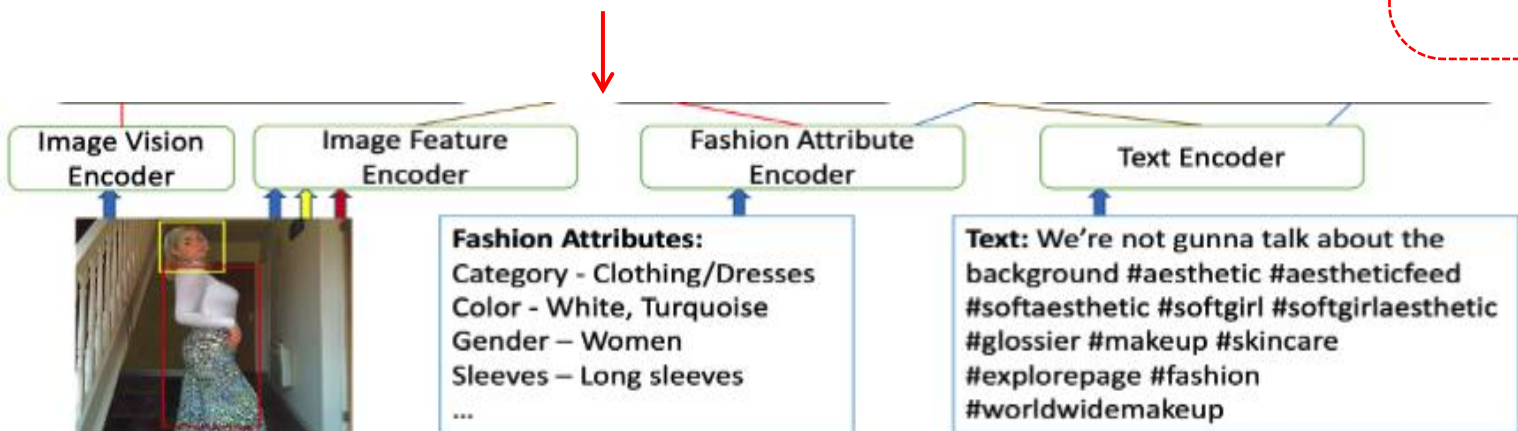 Image Vision
Encoder
Image Feature
Encoder
Fashion Attribute
Encoder
Text Encoder
Fashion Attributes:
Category - Clothing/Dresses
Color - White, Turquoise
Gender – Women
Sleeves – Long sleeves
...
Text: We're not gunna talk about the
background #aesthetic #aestheticfeed
#softaesthetic #softgirl #softgirlaesthetic
#glossier #makeup #skincare
#explorepage #fashion
#worldwidemakeup